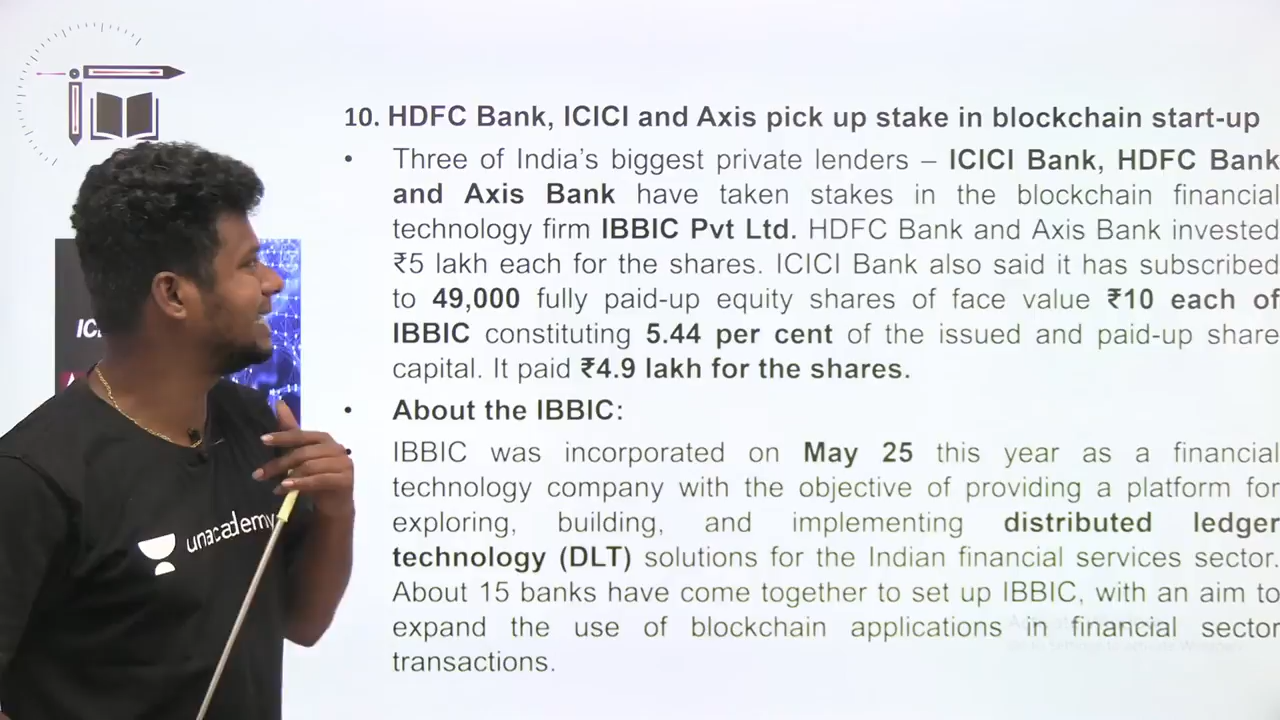 10. HDFC Bank, ICICI and Axis pick up stake in blockchain start-up
• Three of India's biggest private lenders – ICICI Bank, HDFC Bank
and Axis Bank have taken stakes in the blockchain financial
technology firm IBBIC Pvt Ltd. HDFC Bank and Axis Bank invested
₹5 lakh each for the shares. ICICI Bank also said it has subscribed
to 49,000 fully paid-up equity shares of face value ₹10 each of
IBBIC constituting 5.44 per cent of the issued and paid-up share
capital. It paid ₹4.9 lakh for the shares.
• About the IBBIC:
IBBIC was incorporated on May 25 this year as a financial
technology company with the objective of providing a platform for
exploring, building, and implementing distributed ledger
technology (DLT) solutions for the Indian financial services sector.
About 15 banks have come together to set up IBBIC, with an aim to
expand the use of blockchain applications in financial sector
transactions.
unacademy